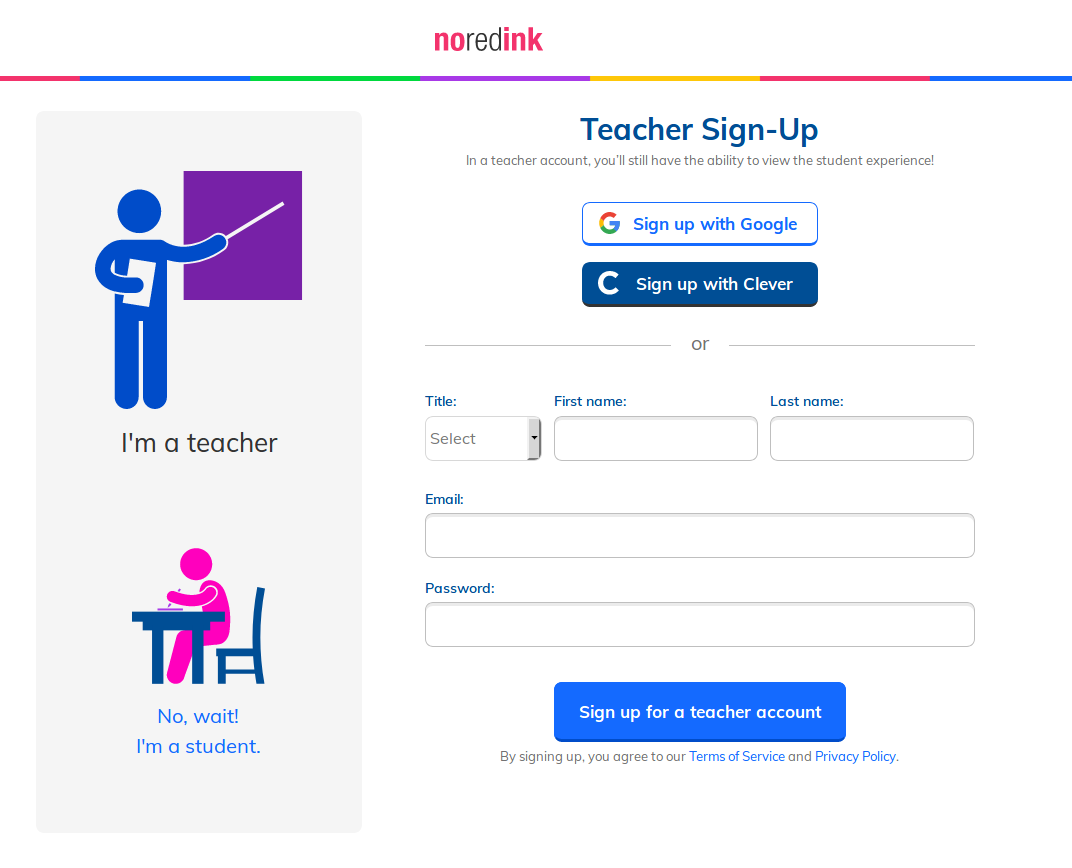 noredink
Teacher Sign-Up
In a teacher account, you'll still have the ability to view the student experience!
Sign up with Google
Sign up with Clever
or
Title:
First name:
Last name:
Select
Email:
Password:
Sign up for a teacher account
By signing up, you agree to our Terms of Service and Privacy Policy.
I'm a teacher
No, wait!
I'm a student.